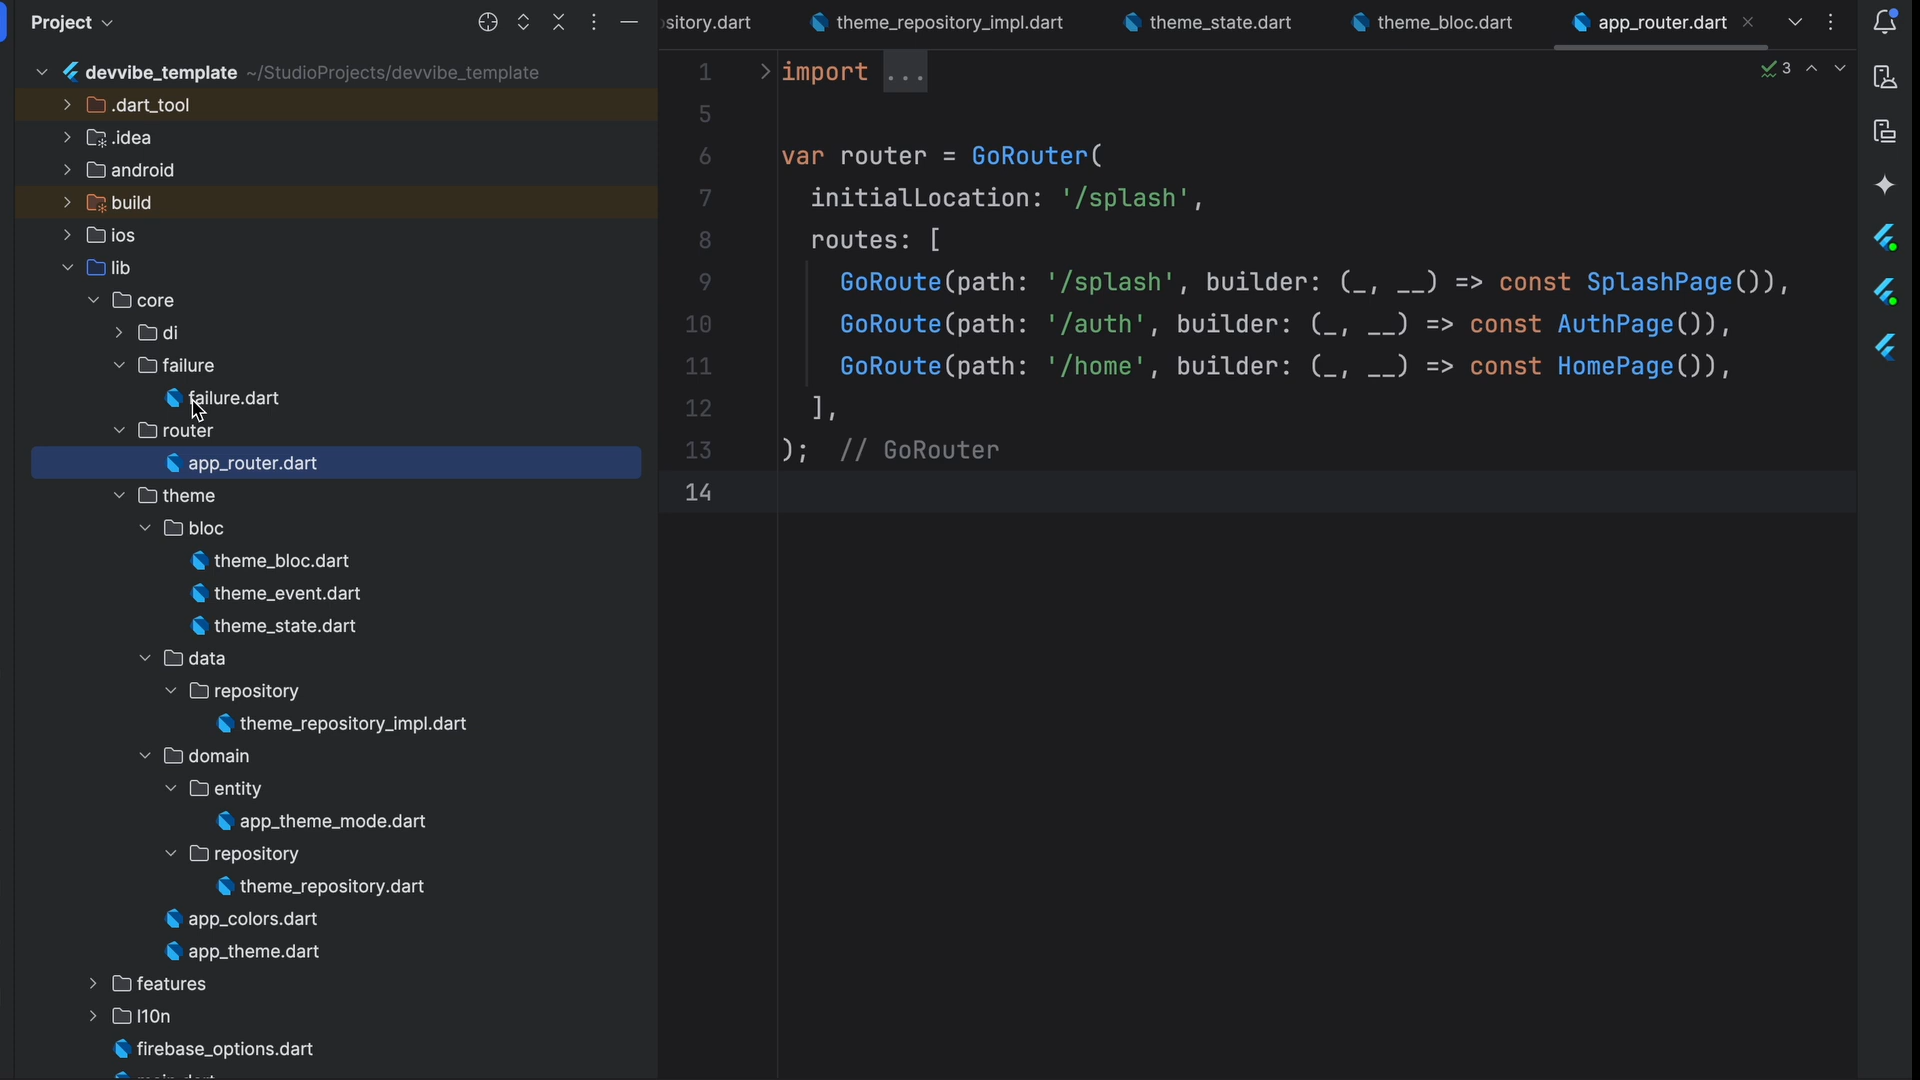 Project
devvibe_template ~/StudioProjects/devvibe_template
.dart_tool
.idea
android
build
ios
lib
core
di
failure
failure.dart
router
app_router.dart
theme
bloc
theme_bloc.dart
theme_event.dart
theme_state.dart
data
repository
theme_repository_impl.dart
domain
entity
app_theme_mode.dart
repository
theme_repository.dart
app_colors.dart
app_theme.dart
features
l10n
firebase_options.dart
sitory.dart theme_repository_impl.dart theme_state.dart theme_bloc.dart app_router.dart
3
1 import ...
5
6 var router = GoRouter(
7 initialLocation: '/splash',
8 routes: [
9 GoRoute(path: '/splash', builder: (_, __) => const SplashPage()),
10 GoRoute(path: '/auth', builder: (_, __) => const AuthPage()),
11 GoRoute(path: '/home', builder: (_, __) => const HomePage()),
12 ],
13 ); // GoRouter
14